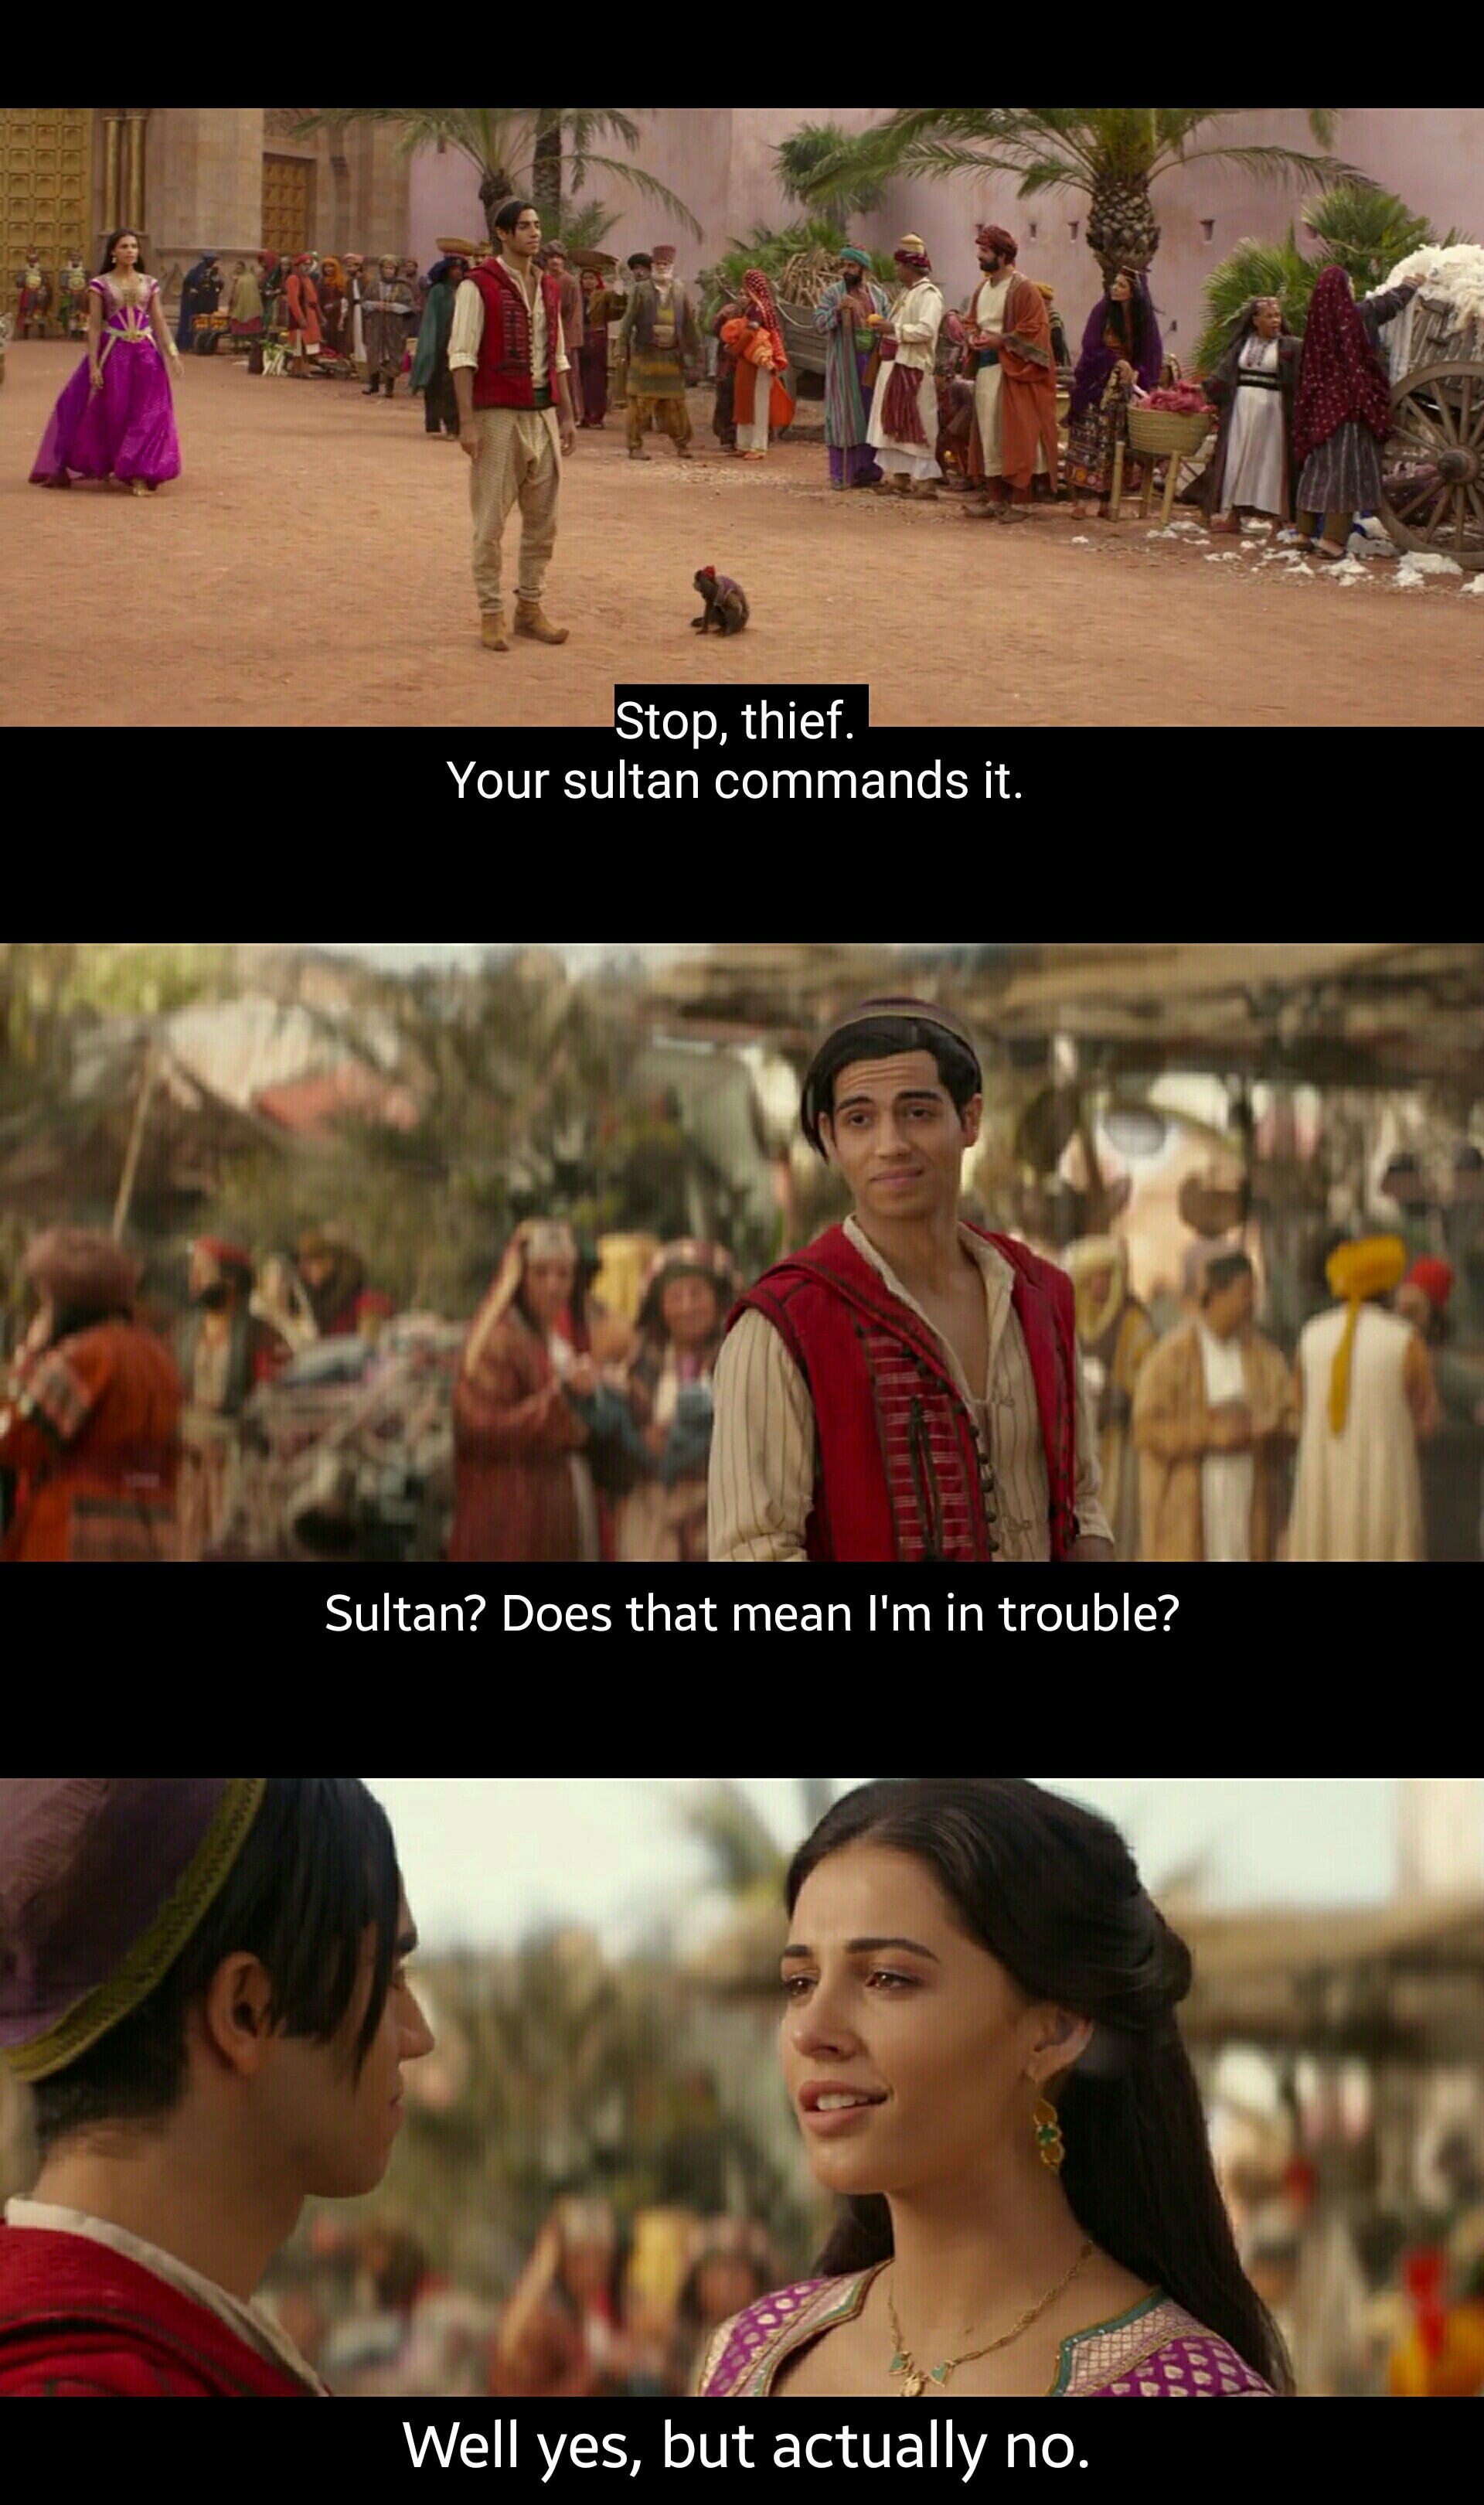 Stop, thief.
Your sultan commands it.
Sultan? Does that mean I'm in trouble?
Well yes, but actually no.